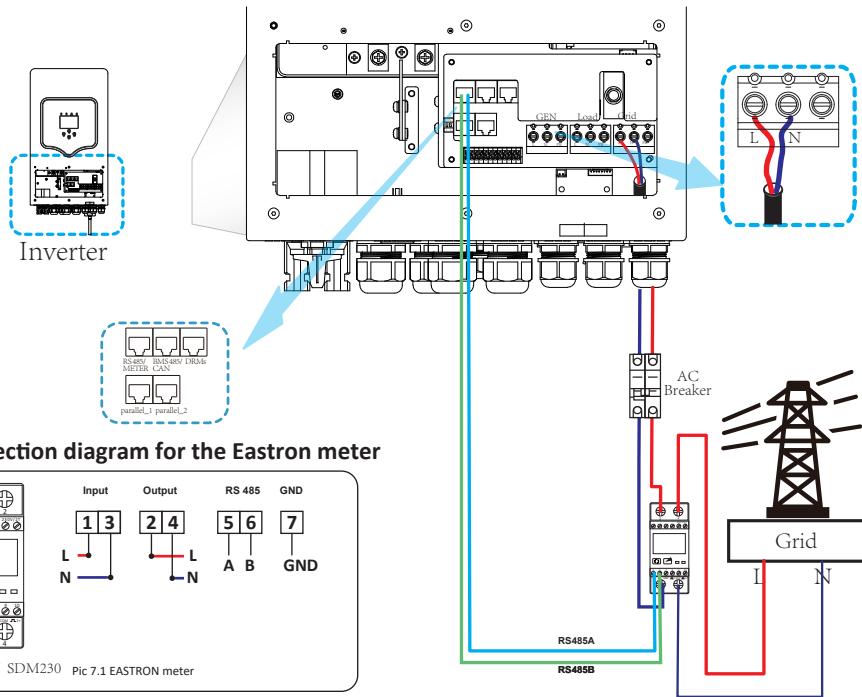 GEN Load Grid
L N
Inverter
RS485/ BMS485/ DRMs
METER CAN
parallel_1 parallel_2
AC
Breaker
ection diagram for the Eastron meter
Input Output RS 485 GND
1 3 2 4 5 6 7
L L A B GND
N N
2
4
SDM230 Pic 7.1 EASTRON meter
Grid
L N
RS485A
RS485B